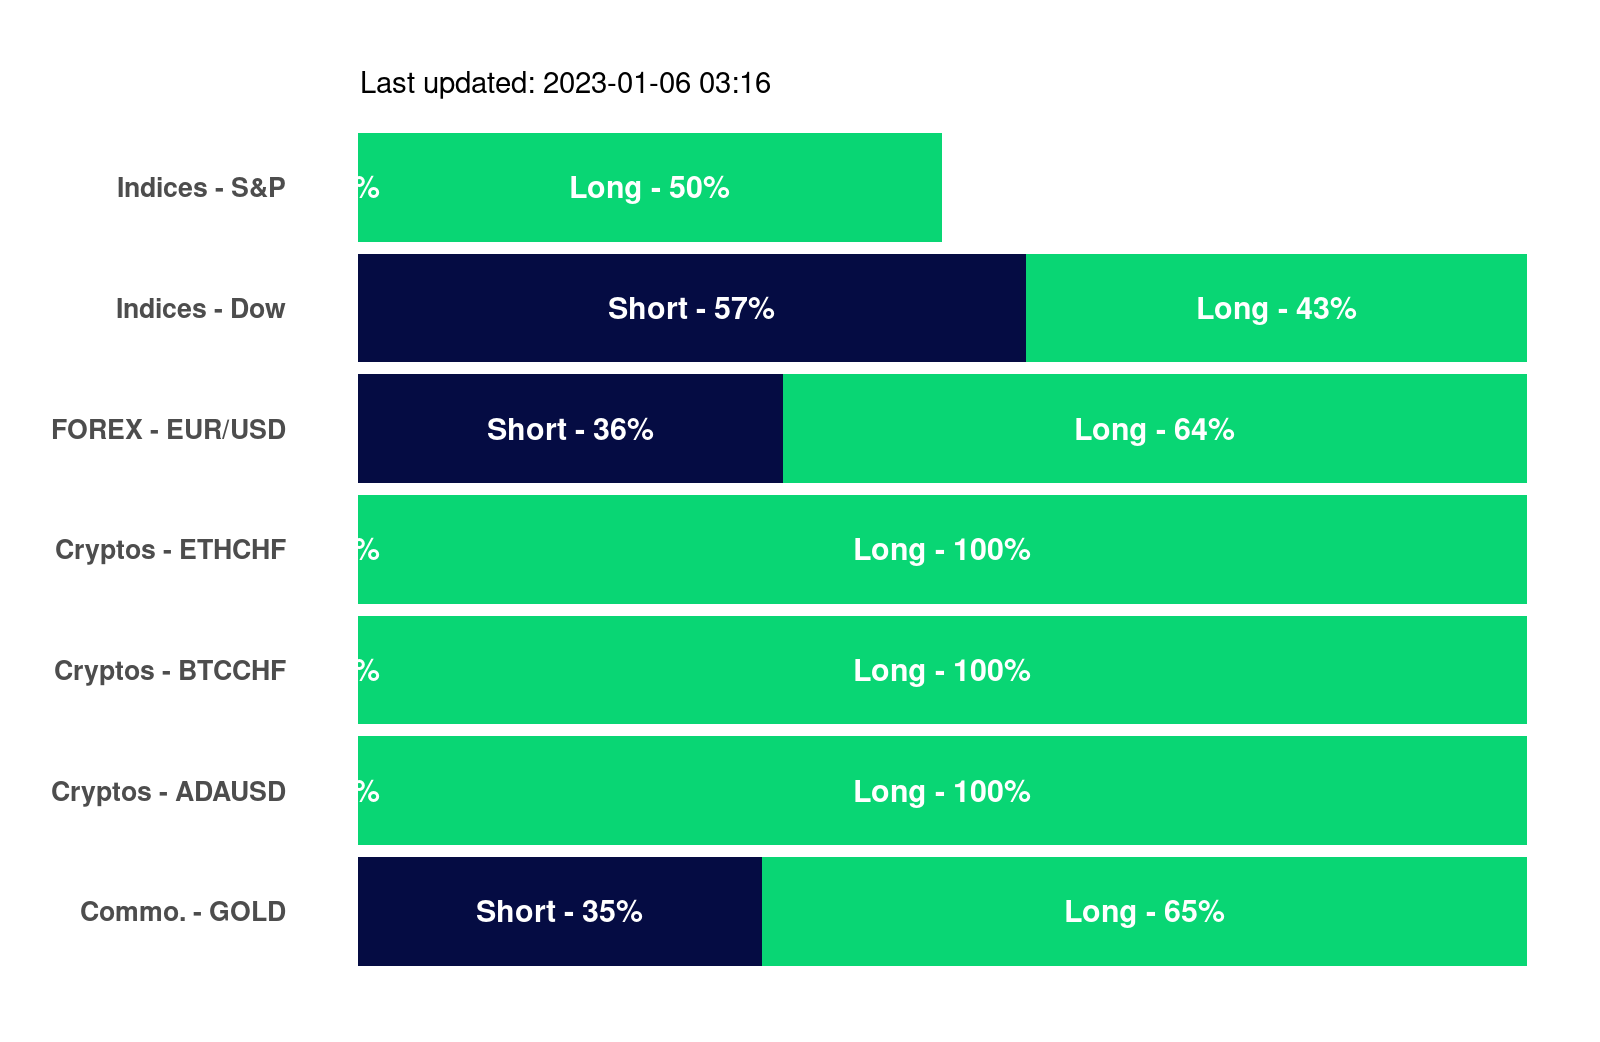 Last updated: 2023-01-06 03:16
Indices - S&P % Long - 50%
Indices - Dow Short - 57% Long - 43%
FOREX - EUR/USD Short - 36% Long - 64%
Cryptos - ETHCHF % Long - 100%
Cryptos - BTCCHF % Long - 100%
Cryptos - ADAUSD % Long - 100%
Commo. - GOLD Short - 35% Long - 65%